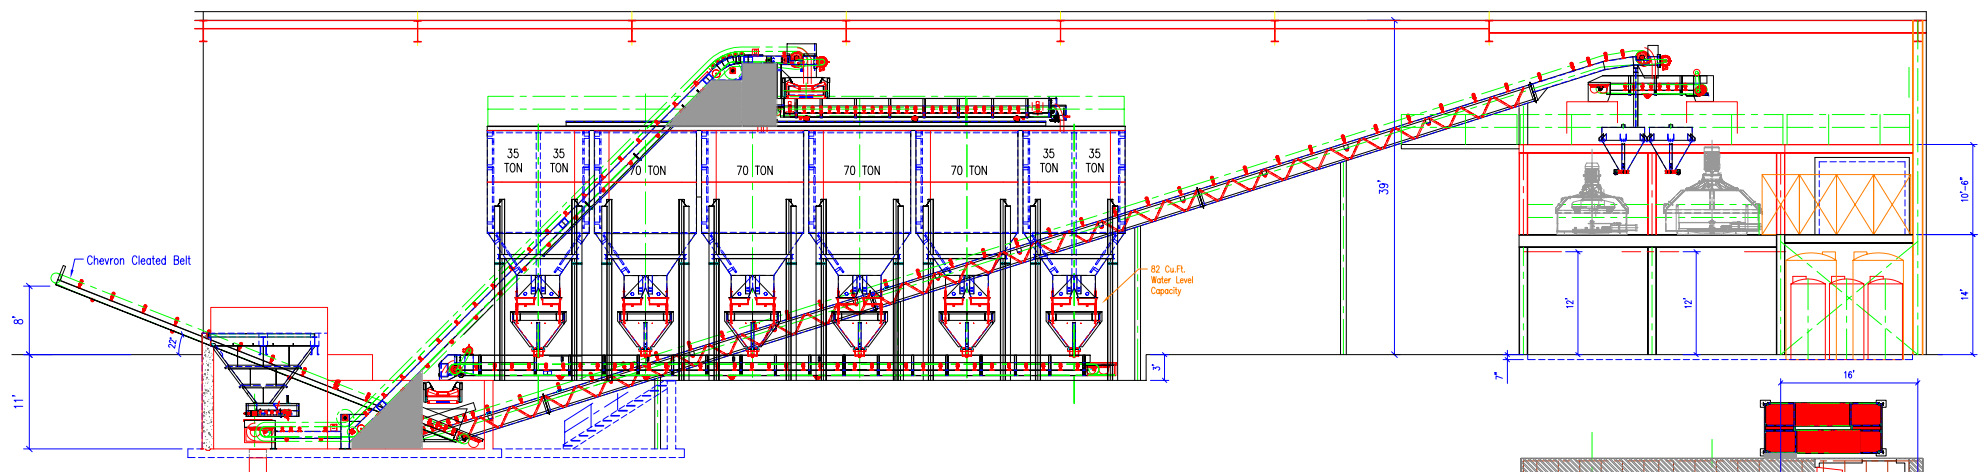 35
TON
35
TON
70 TON
70 TON
70 TON
70 TON
35
TON
35
TON
39'
10'-6"
Chevron Cleated Belt
82 Cu.Ft.
Water Level
Capacity
8'
22°
12'
12'
14'
3'
7"
11'
16'